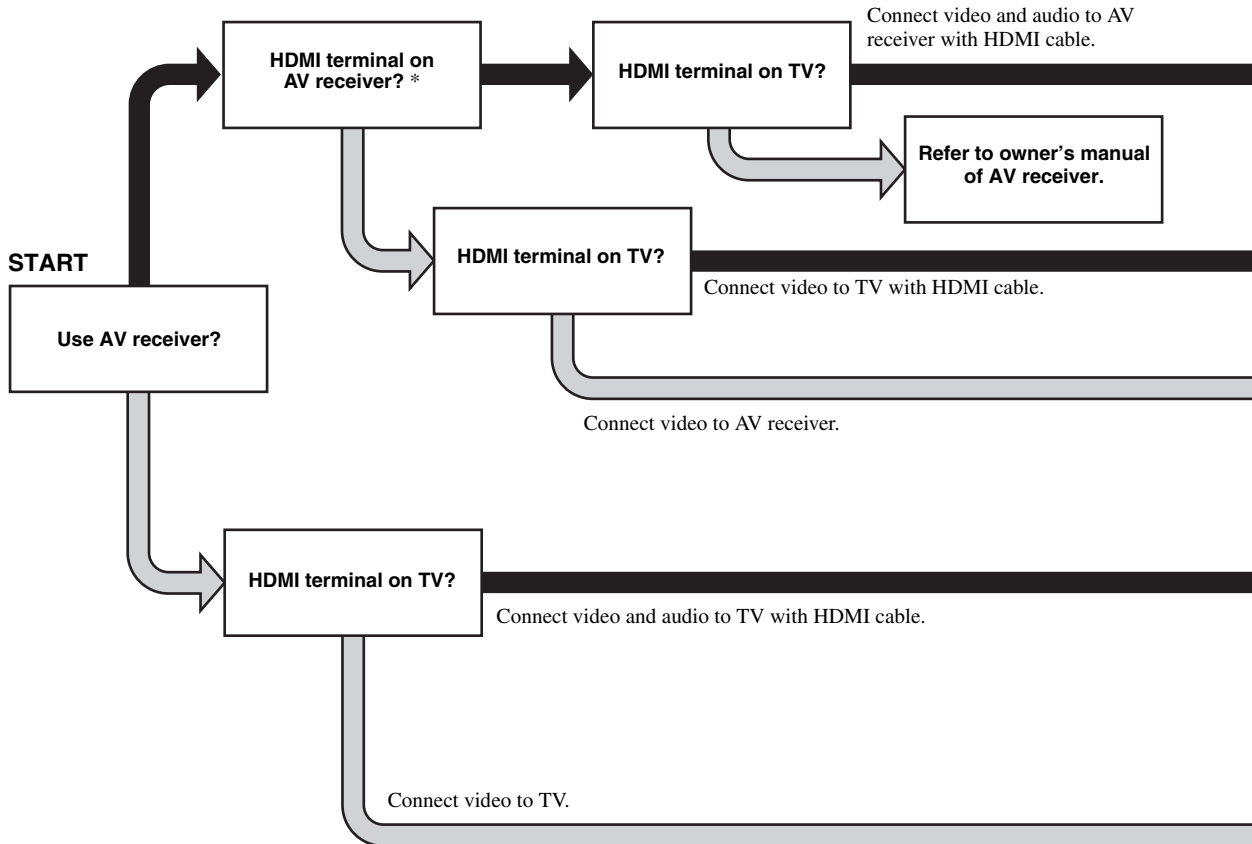 Connect video and audio to AV
receiver with HDMI cable.
HDMI terminal on
AV receiver? *
HDMI terminal on TV?
Refer to owner's manual
of AV receiver.
HDMI terminal on TV?
START
Connect video to TV with HDMI cable.
Use AV receiver?
Connect video to AV receiver.
HDMI terminal on TV?
Connect video and audio to TV with HDMI cable.
Connect video to TV.